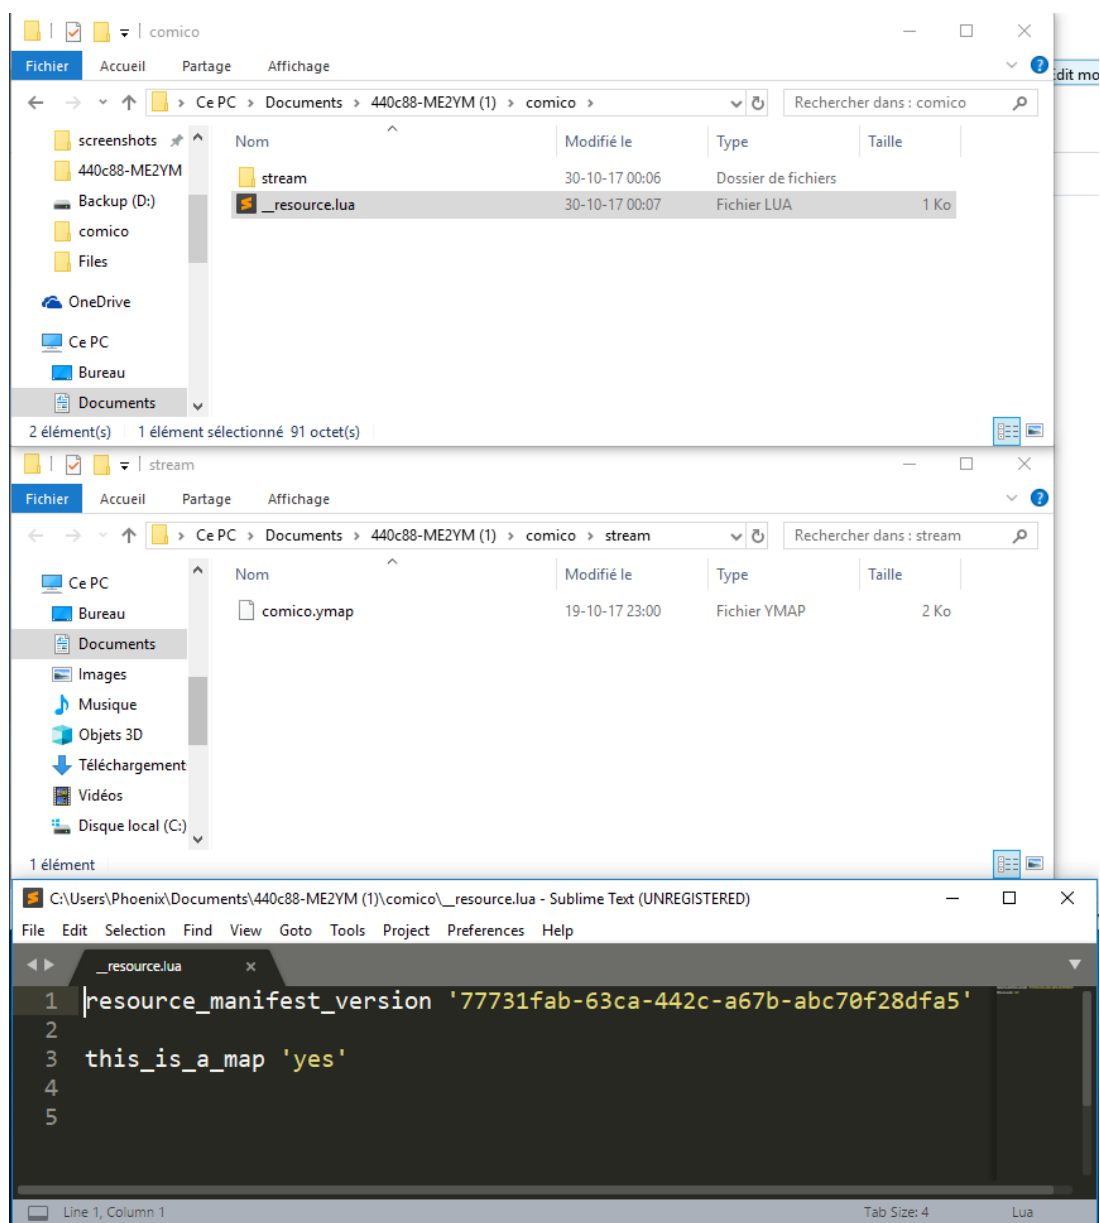 comico
Fichier Accueil Partage Affichage
Edit mo
Ce PC > Documents > 440c88-ME2YM (1) > comico > Rechercher dans : comico
screenshots Nom Modifié le Type Taille
440c88-ME2YM stream 30-10-17 00:06 Dossier de fichiers
Backup (D:) __resource.lua 30-10-17 00:07 Fichier LUA 1 Ko
comico
Files
OneDrive
Ce PC
Bureau
Documents
2 élément(s) 1 élément sélectionné 91 octet(s)
stream
Fichier Accueil Partage Affichage
Ce PC > Documents > 440c88-ME2YM (1) > comico > stream Rechercher dans : stream
Ce PC Nom Modifié le Type Taille
Bureau comico.ymap 19-10-17 23:00 Fichier YMAP 2 Ko
Documents
Images
Musique
Objets 3D
Téléchargement
Vidéos
Disque local (C:)
1 élément
C:\Users\Phoenix\Documents\440c88-ME2YM (1)\comico\__resource.lua - Sublime Text (UNREGISTERED)
File Edit Selection Find View Goto Tools Project Preferences Help
__resource.lua ×
1 resource_manifest_version '77731fab-63ca-442c-a67b-abc70f28dfa5'
2
3 this_is_a_map 'yes'
4
5
Line 1, Column 1 Tab Size: 4 Lua